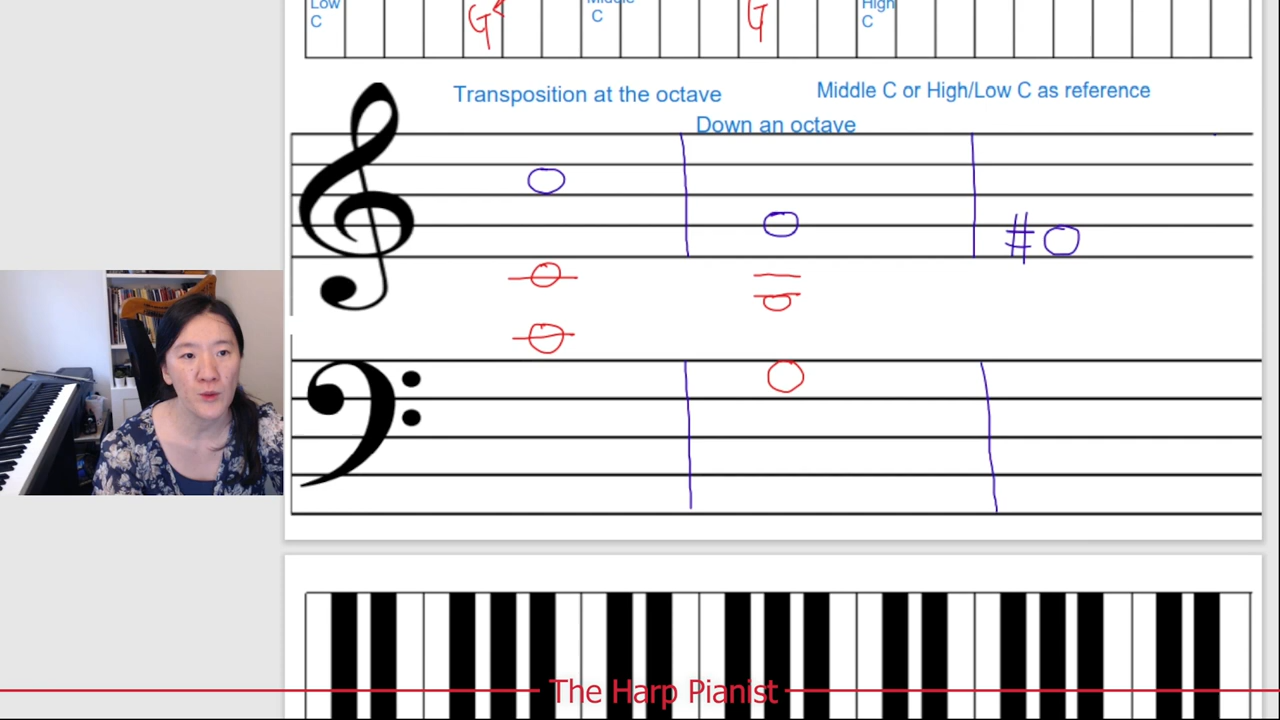 Low
C
G
Middle
C
G
High
C
Transposition at the octave
Middle C or High/Low C as reference
Down an octave
The Harp Pianist